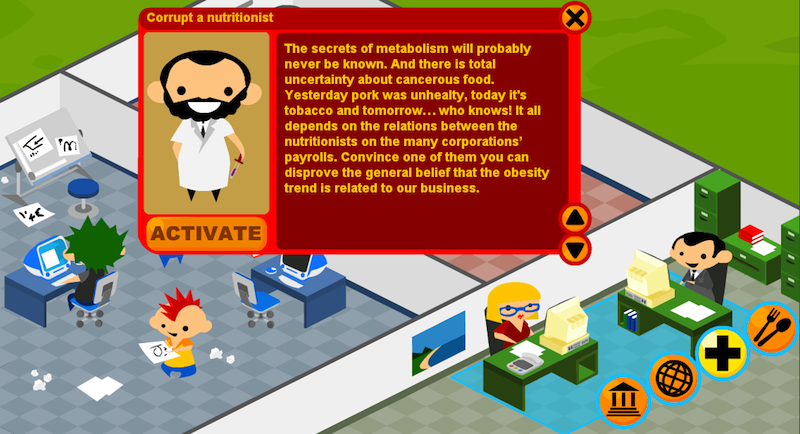 Corrupt a nutritionist
The secrets of metabolism will probably
never be known. And there is total
uncertainty about cancerous food.
Yesterday pork was unhealty, today it's
tobacco and tomorrow... who knows! It all
depends on the relations between the
nutritionists on the many corporations'
payrolls. Convince one of them you can
disprove the general belief that the obesity
trend is related to our business.
ACTIVATE